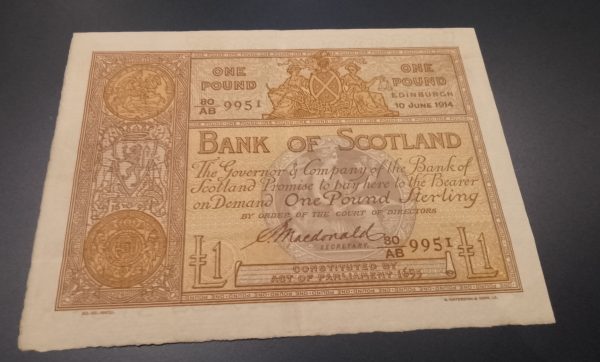 ONE POUND
80/AB 9951
ONE POUND
EDINBURGH
10 JUNE 1914
BANK OF SCOTLAND
The Governor & Company of the Bank of
Scotland Promise to pay here to the Bearer
on Demand One Pound Sterling
BY ORDER OF THE COURT OF DIRECTORS
Macdonald
SECRETARY
80/AB 9951
£1
£1
CONSTITUTED BY
ACT OF PARLIAMENT 1695